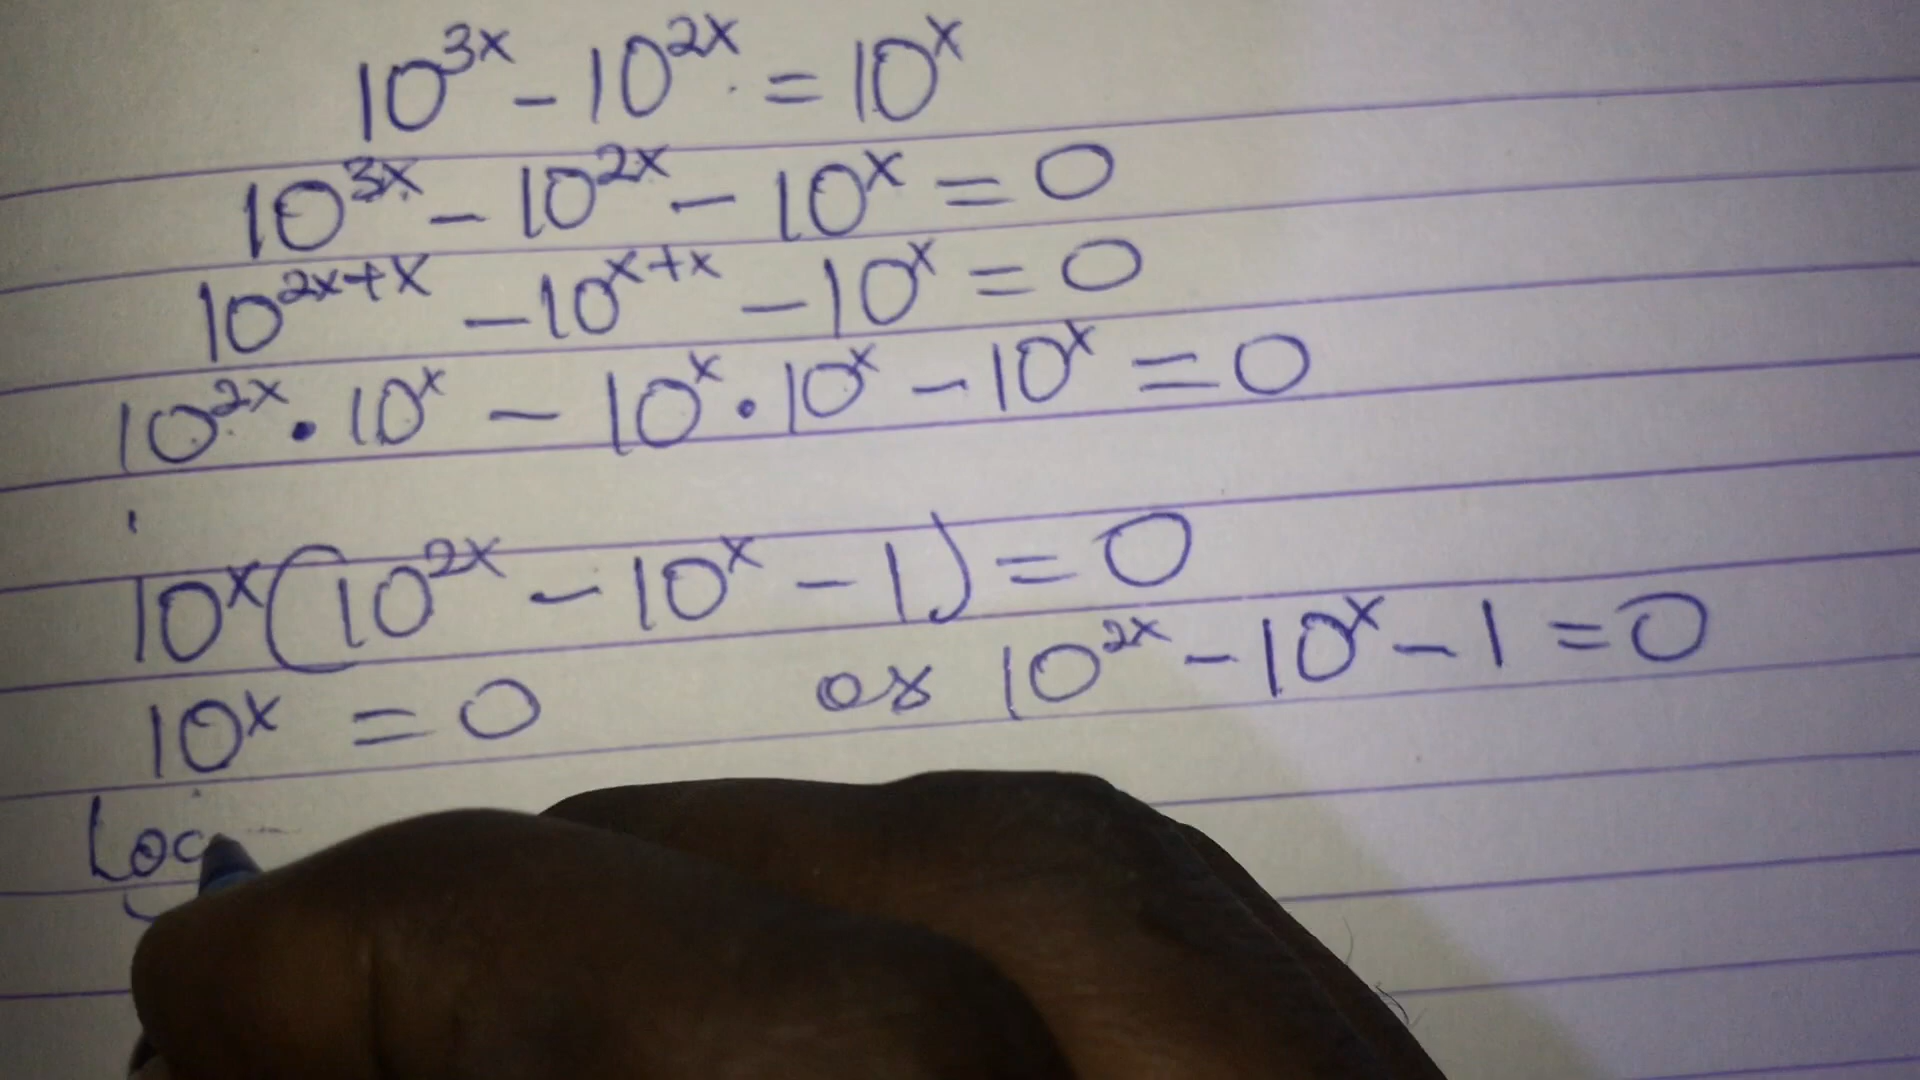 10^{3x} - 10^{2x} = 10^x
10^{3x} - 10^{2x} - 10^x = 0
10^{2x+x} - 10^{x+x} - 10^x = 0
10^{2x} • 10^x - 10^x • 10^x - 10^x = 0
10^x (10^{2x} - 10^x - 1) = 0
10^x = 0 or 10^{2x} - 10^x - 1 = 0
Log